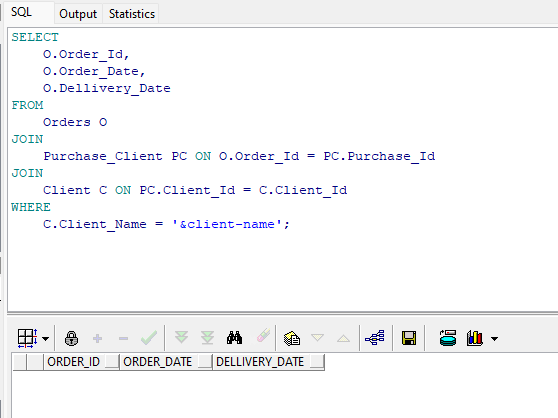 SQL Output Statistics
SELECT
O.Order_Id,
O.Order_Date,
O.Dellivery_Date
FROM
Orders O
JOIN
Purchase_Client PC ON O.Order_Id = PC.Purchase_Id
JOIN
Client C ON PC.Client_Id = C.Client_Id
WHERE
C.Client_Name = '&client-name';
ORDER_ID ORDER_DATE DELLIVERY_DATE